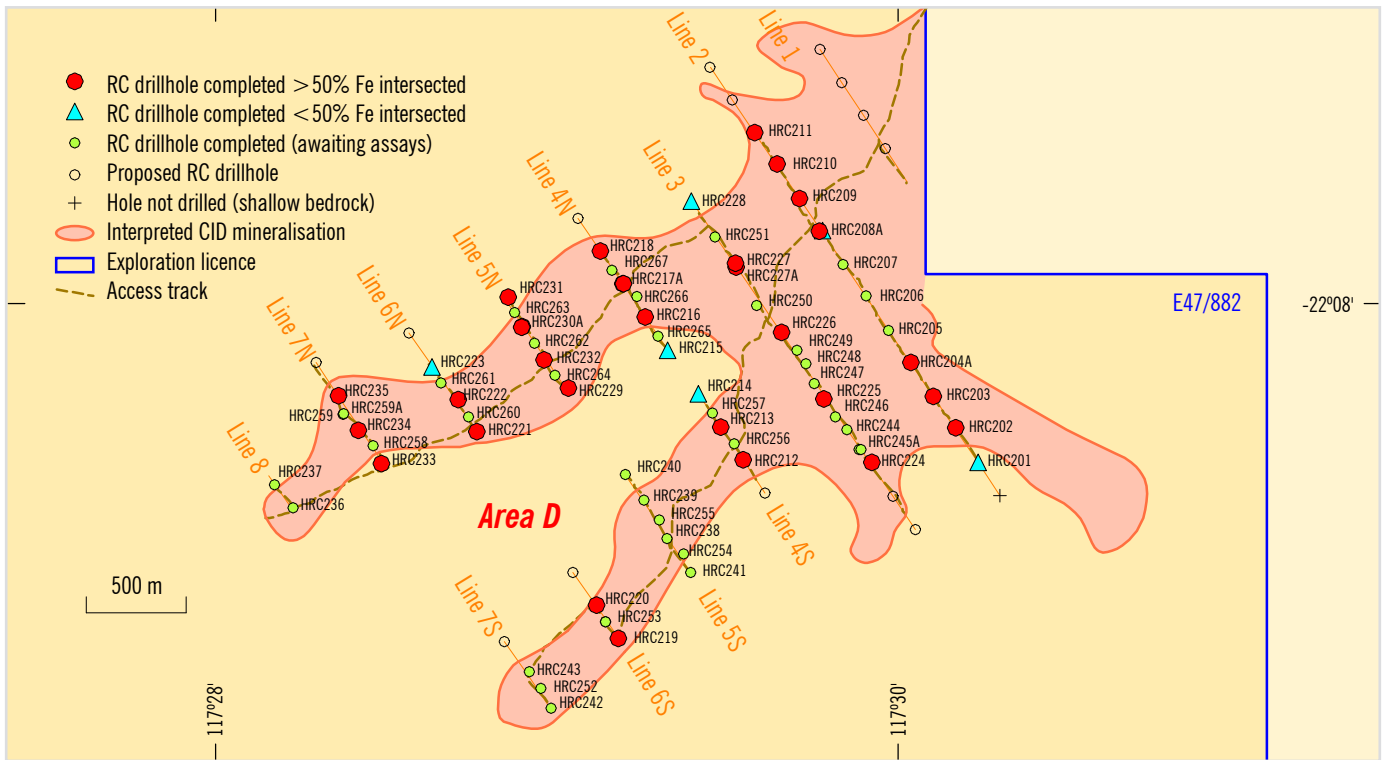 RC drillhole completed >50% Fe intersected
RC drillhole completed <50% Fe intersected
RC drillhole completed (awaiting assays)
Proposed RC drillhole
Hole not drilled (shallow bedrock)
Interpreted CID mineralisation
Exploration licence
Access track
Line 1
Line 2
Line 3
Line 4N
Line 5N
Line 6N
Line 7N
Line 8
Line 4S
Line 5S
Line 6S
Line 7S
HRC211
HRC210
HRC209
HRC208A
HRC207
HRC206
HRC205
HRC204A
HRC203
HRC202
HRC201
HRC228
HRC251
HRC227
HRC227A
HRC250
HRC226
HRC249
HRC248
HRC247
HRC225
HRC246
HRC244
HRC245A
HRC224
HRC218
HRC267
HRC217A
HRC266
HRC216
HRC265
HRC215
HRC231
HRC263
HRC230A
HRC262
HRC232
HRC264
HRC229
HRC223
HRC261
HRC222
HRC260
HRC221
HRC235
HRC259
HRC259A
HRC234
HRC258
HRC233
HRC237
HRC236
HRC214
HRC257
HRC213
HRC256
HRC212
HRC240
HRC239
HRC255
HRC238
HRC254
HRC241
HRC220
HRC253
HRC219
HRC243
HRC252
HRC242
Area D
E47/882
-22°08'
500 m
117°28'
117°30'